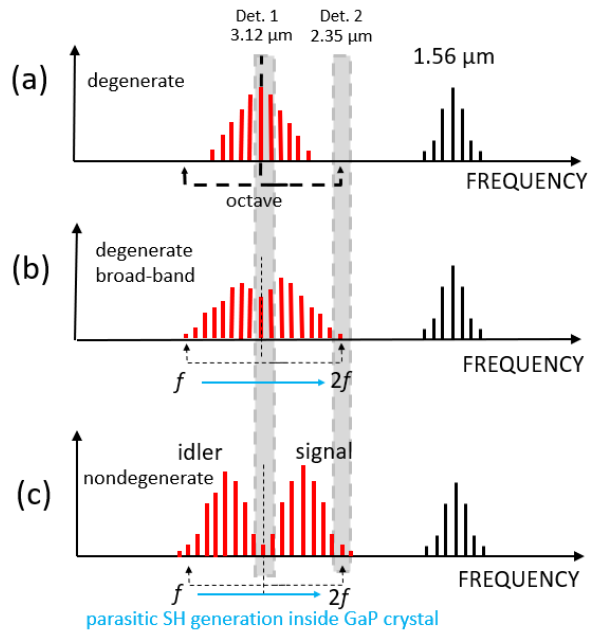 Det. 1
3.12 μm
Det. 2
2.35 μm
(a)
degenerate
1.56 μm
FREQUENCY
octave
(b)
degenerate
broad-band
FREQUENCY
f
2f
(c)
idler
signal
nondegenerate
FREQUENCY
f
2f
parasitic SH generation inside GaP crystal